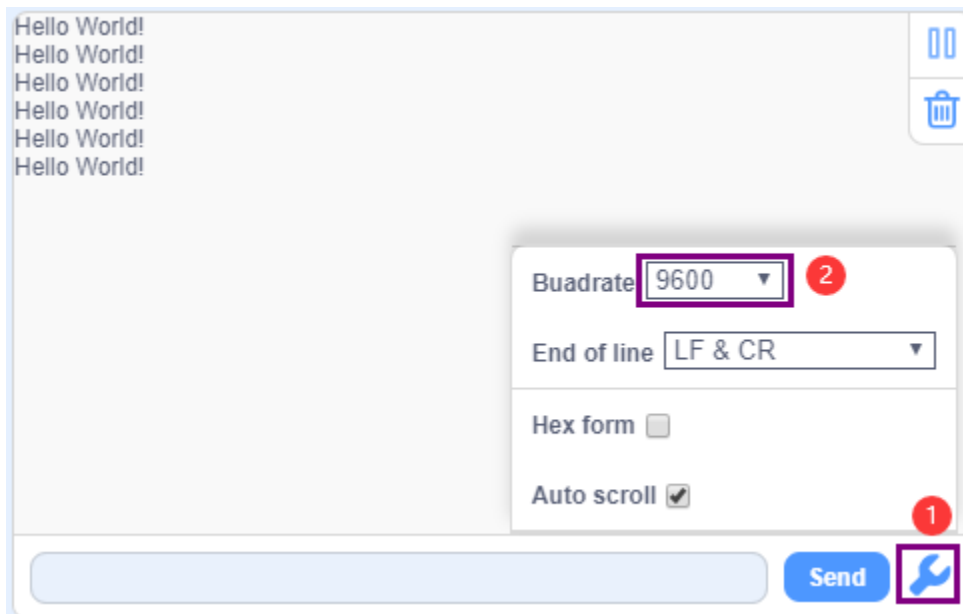 Hello World!
Hello World!
Hello World!
Hello World!
Hello World!
Hello World!
Buadrate 9600 2
End of line LF & CR
Hex form
Auto scroll
1
Send